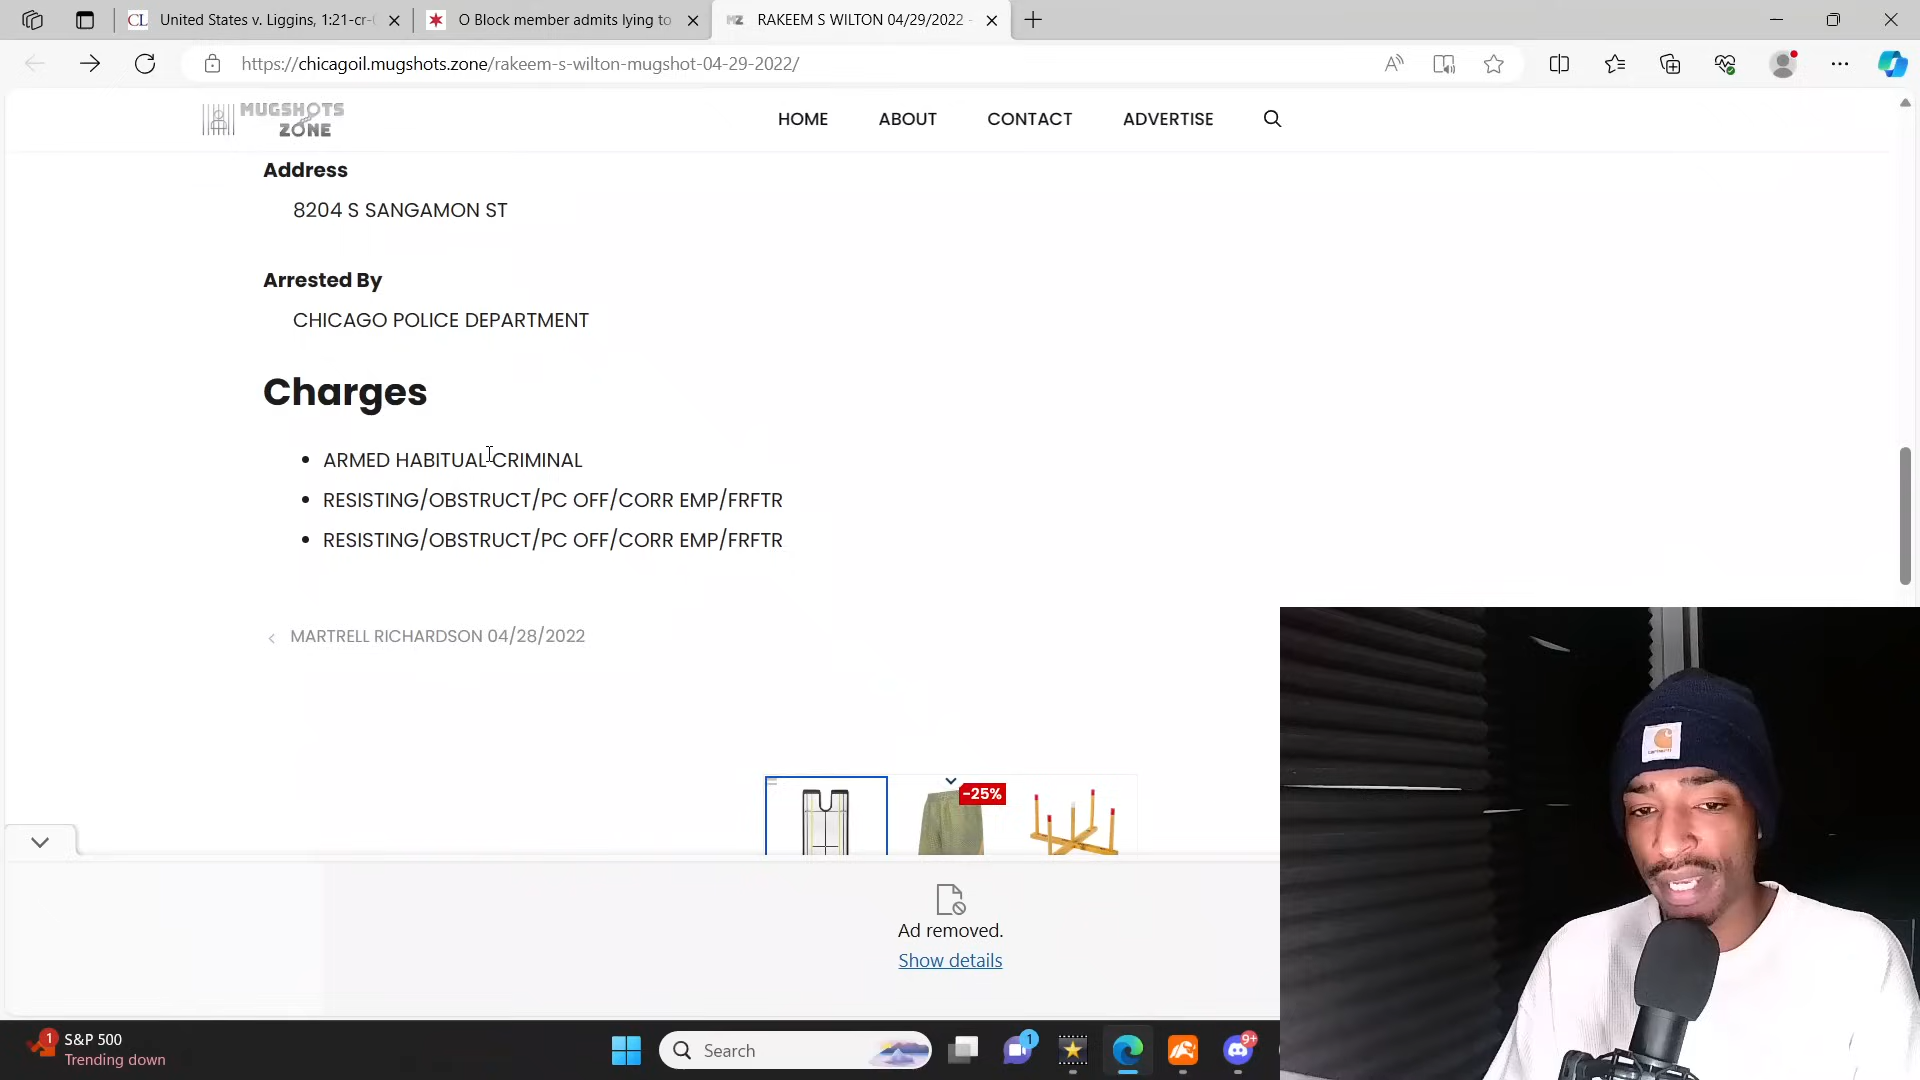 United States v. Liggins, 1:21-cr-
O Block member admits lying to
RAKEEM S WILTON 04/29/2022 -
https://chicagoil.mugshots.zone/rakeem-s-wilton-mugshot-04-29-2022/
MUGSHOTS
ZONE
HOME
ABOUT
CONTACT
ADVERTISE
Address
8204 S SANGAMON ST
Arrested By
CHICAGO POLICE DEPARTMENT
Charges
• ARMED HABITUAL CRIMINAL
• RESISTING/OBSTRUCT/PC OFF/CORR EMP/FRFTR
• RESISTING/OBSTRUCT/PC OFF/CORR EMP/FRFTR
MARTRELL RICHARDSON 04/28/2022
-25%
Ad removed.
Show details
1
S&P 500
Trending down
Search
1
9+